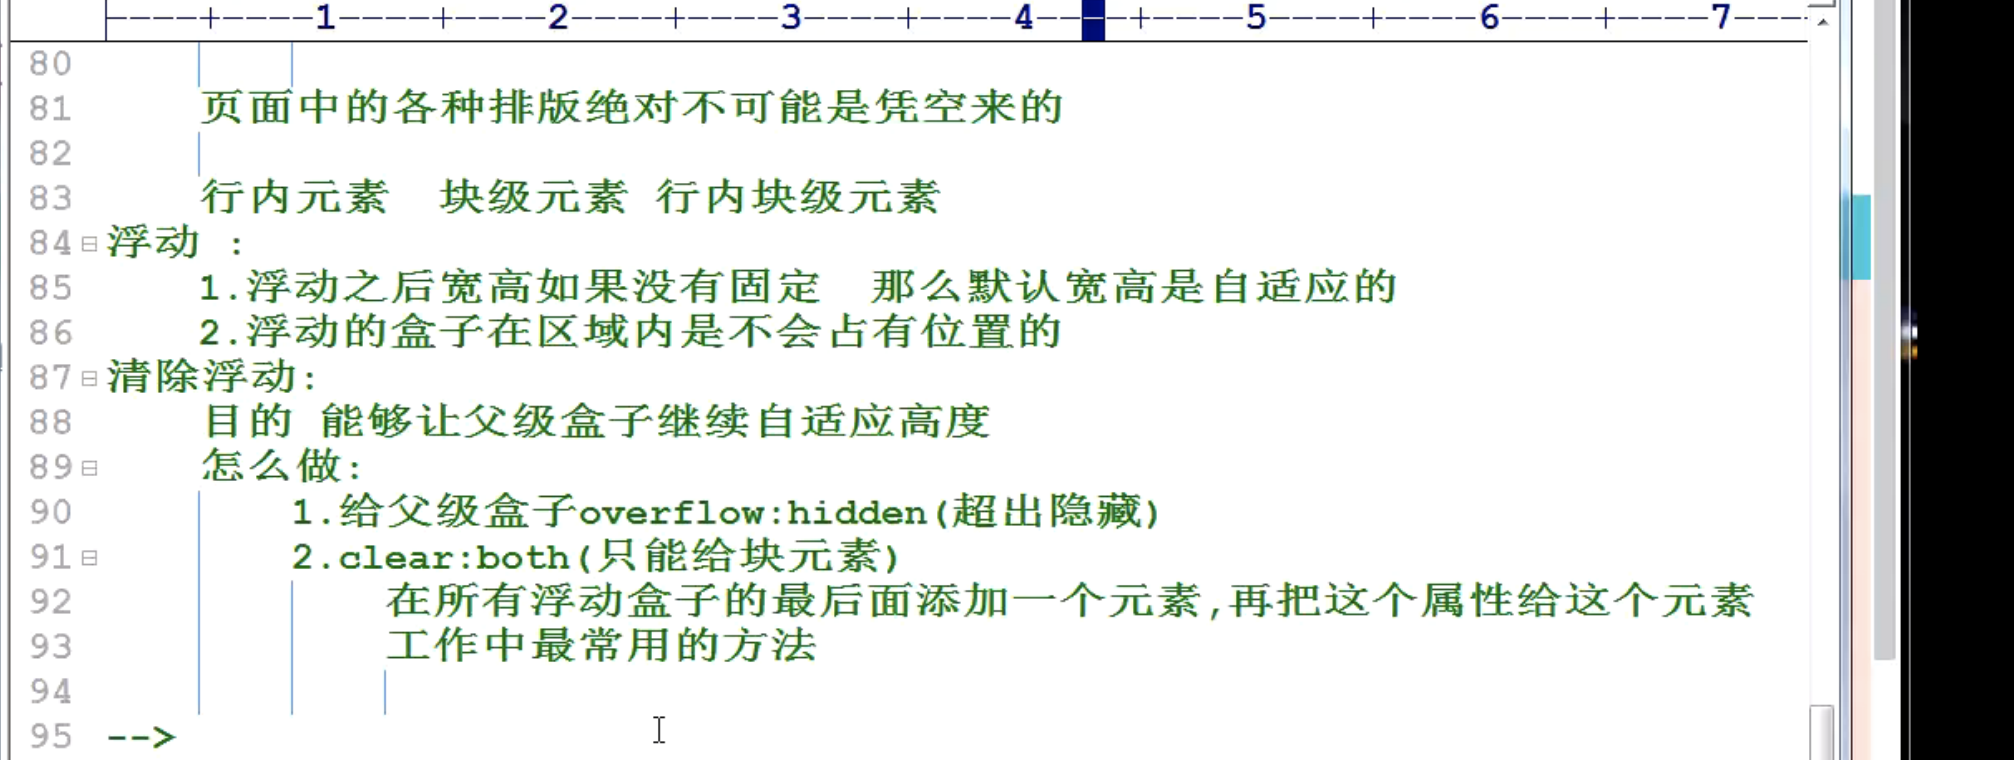 ----+----1----+----2----+----3----+----4----+----5----+----6----+----7---
80
81 页面中的各种排版绝对不可能是凭空来的
82
83 行内元素 块级元素 行内块级元素
84 浮动 :
85 1.浮动之后宽高如果没有固定 那么默认宽高是自适应的
86 2.浮动的盒子在区域内是不会占有位置的
87 清除浮动:
88 目的 能够让父级盒子继续自适应高度
89 怎么做:
90 1.给父级盒子overflow:hidden(超出隐藏)
91 2.clear:both(只能给块元素)
92 在所有浮动盒子的最后面添加一个元素,再把这个属性给这个元素
93 工作中最常用的方法
94
95 -->